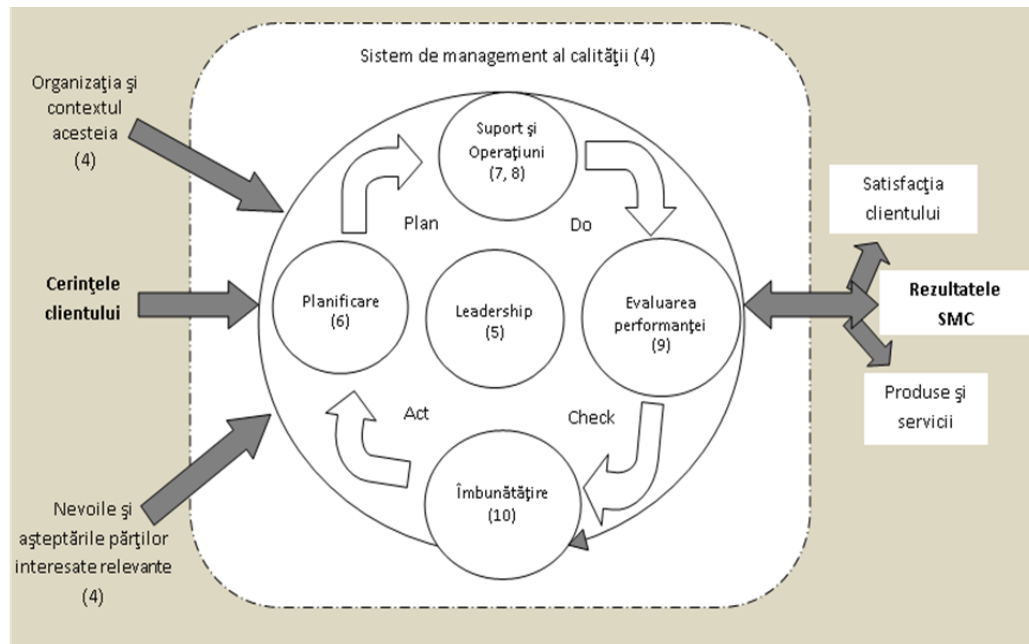 Sistem de management al calităţii (4)
Organizaţia şi
contextul
acesteia
(4)
Cerinţele
clientului
Nevoile şi
aşteptările părţilor
interesate relevante
(4)
Suport şi
Operaţiuni
(7, 8)
Plan
Do
Planificare
(6)
Leadership
(5)
Evaluarea
performanţei
(9)
Act
Check
Îmbunătăţire
(10)
Satisfacţia
clientului
Rezultatele
SMC
Produse şi
servicii